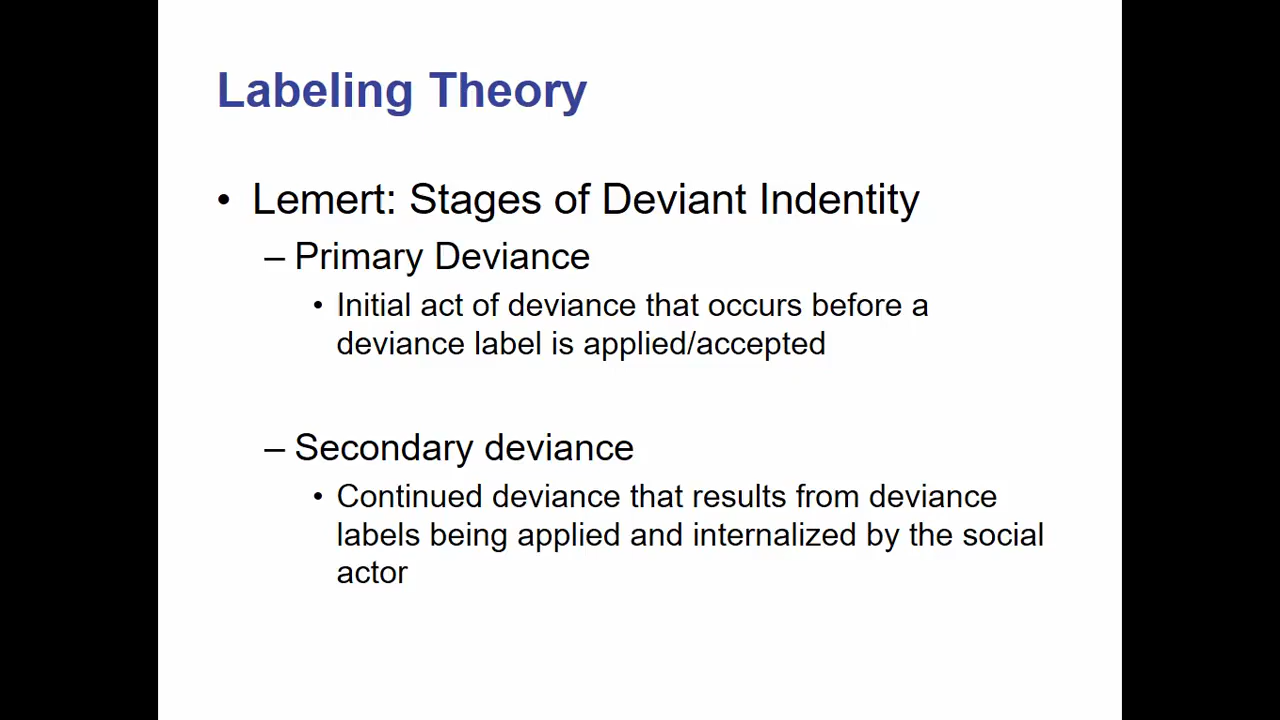 Labeling Theory
• Lemert: Stages of Deviant Indentity
– Primary Deviance
• Initial act of deviance that occurs before a
deviance label is applied/accepted
– Secondary deviance
• Continued deviance that results from deviance
labels being applied and internalized by the social
actor